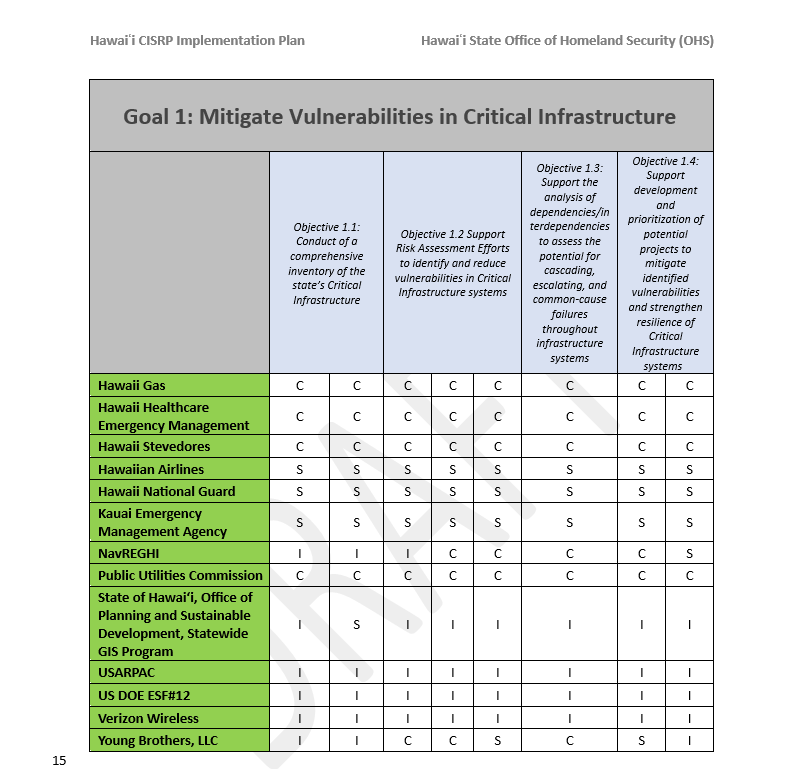 Hawaiʻi CISRP Implementation Plan Hawaiʻi State Office of Homeland Security (OHS)
Goal 1: Mitigate Vulnerabilities in Critical Infrastructure
Objective 1.1:
Conduct of a
comprehensive
inventory of the
state's Critical
Infrastructure
Objective 1.2 Support
Risk Assessment Efforts
to identify and reduce
vulnerabilities in Critical
Infrastructure systems
Objective 1.3:
Support the
analysis of
dependencies/in
terdependencies
to assess the
potential for
cascading,
escalating, and
common-cause
failures
throughout
infrastructure
systems
Objective 1.4:
Support
development
and
prioritization of
potential
projects to
mitigate
identified
vulnerabilities
and strengthen
resilience of
Critical
Infrastructure
systems
Hawaii Gas C C C C C C C C
Hawaii Healthcare
Emergency Management C C C C C C C C
Hawaii Stevedores C C C C C C C C
Hawaiian Airlines S S S S S S S S
Hawaii National Guard S S S S S S S S
Kauai Emergency
Management Agency S S S S S S S S
NavREGHI I I I C C C C S
Public Utilities Commission C C C C C C C C
State of Hawaiʻi, Office of
Planning and Sustainable
Development, Statewide
GIS Program I S I I I I I I
USARPAC I I I I I I I I
US DOE ESF#12 I I I I I I I I
Verizon Wireless I I I I I I I I
Young Brothers, LLC I I C C S C S I
15
DRAFT